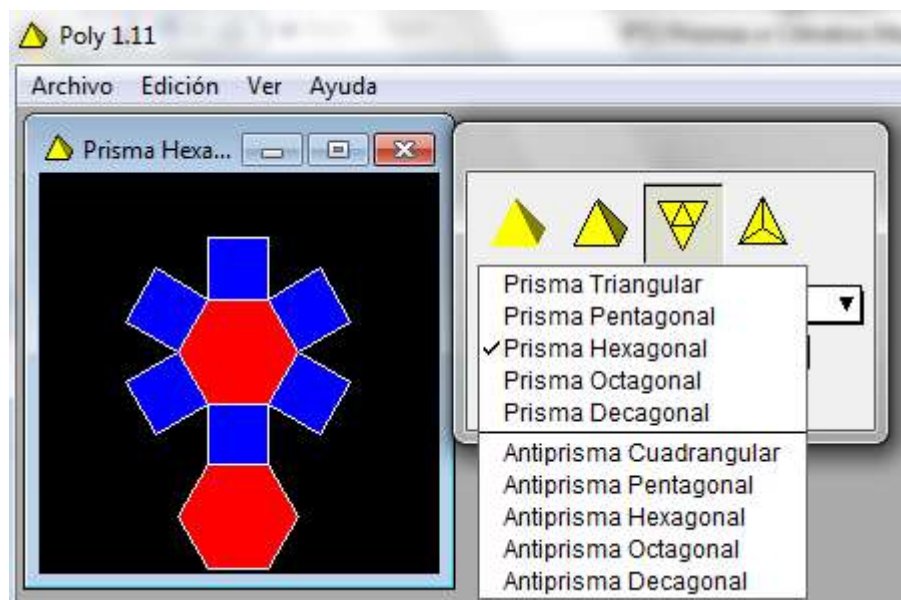 Poly 1.11
Archivo Edición Ver Ayuda
Prisma Hexa...
Prisma Triangular
Prisma Pentagonal
Prisma Hexagonal
Prisma Octagonal
Prisma Decagonal
Antiprisma Cuadrangular
Antiprisma Pentagonal
Antiprisma Hexagonal
Antiprisma Octagonal
Antiprisma Decagonal